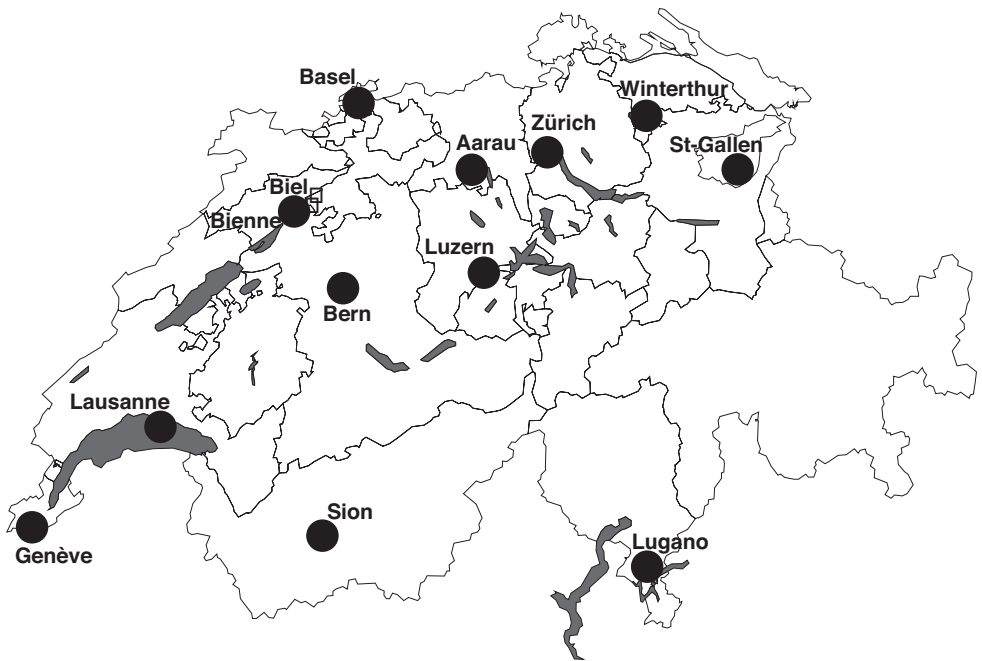 Basel
Winterthur
Zürich
Aarau
St-Gallen
Biel
Bienne
Luzern
Bern
Lausanne
Sion
Lugano
Genève